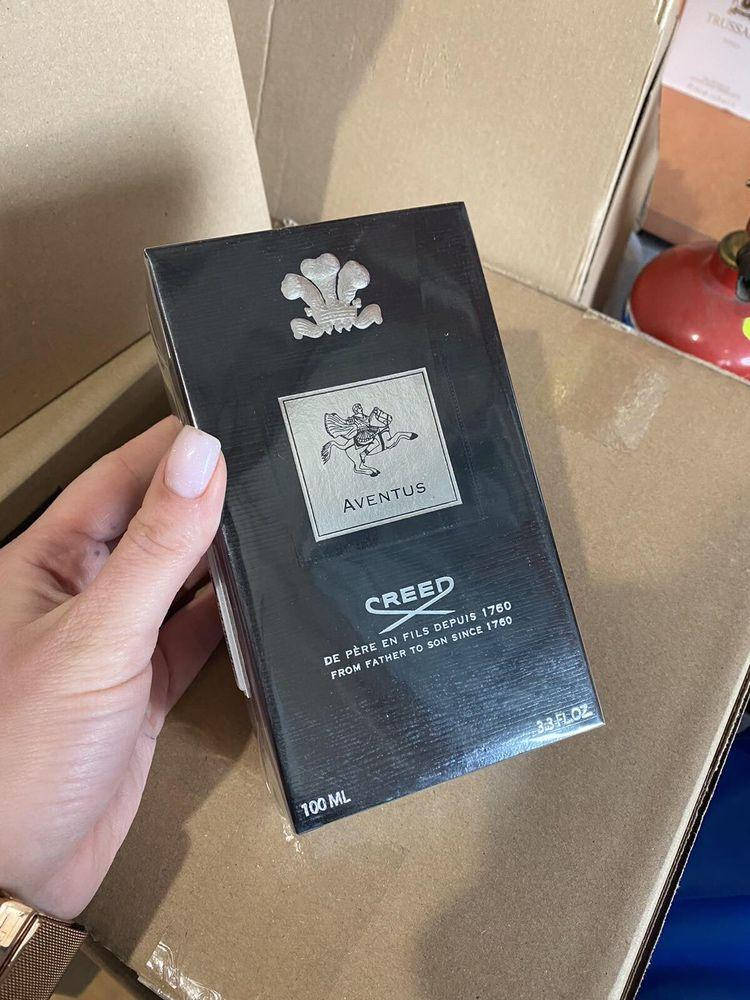 AVENTUS
CREED
DE PÈRE EN FILS DEPUIS 1760
FROM FATHER TO SON SINCE 1760
3.3 FL.OZ
100 ML